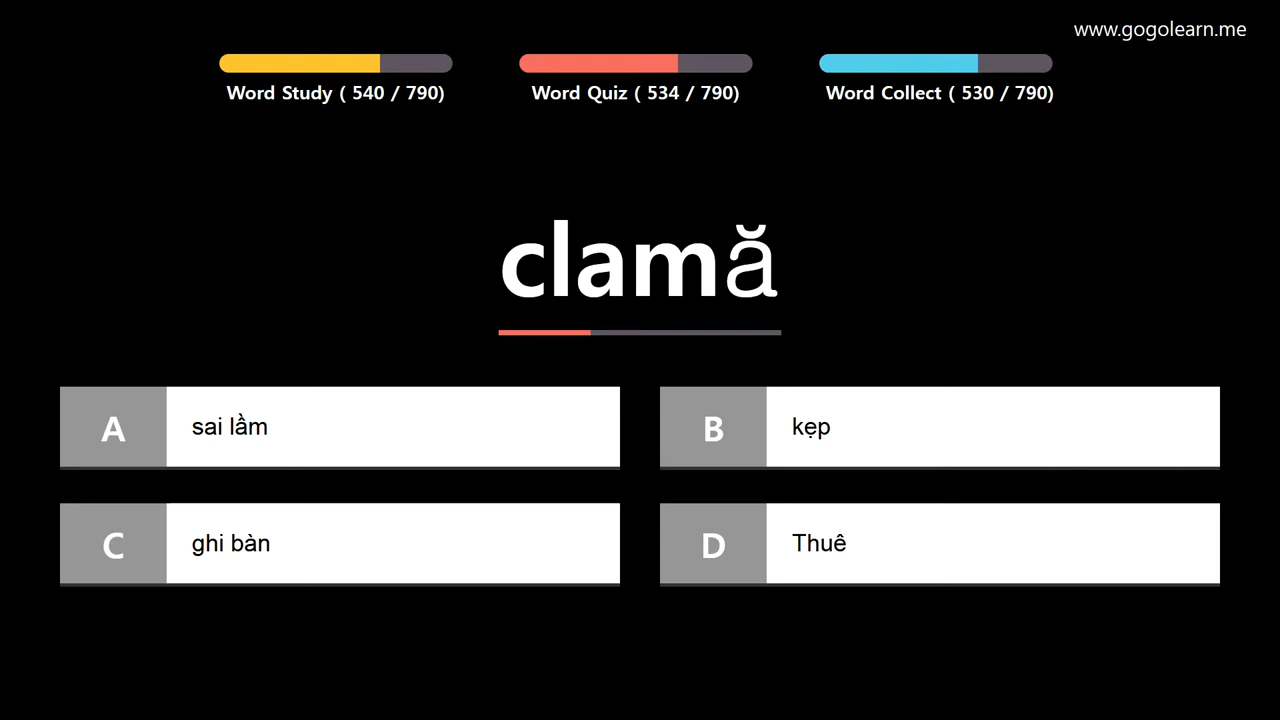 www.gogolearn.me
Word Study ( 540 / 790)
Word Quiz ( 534 / 790)
Word Collect ( 530 / 790)
clamă
A
sai lầm
B
kẹp
C
ghi bàn
D
Thuê